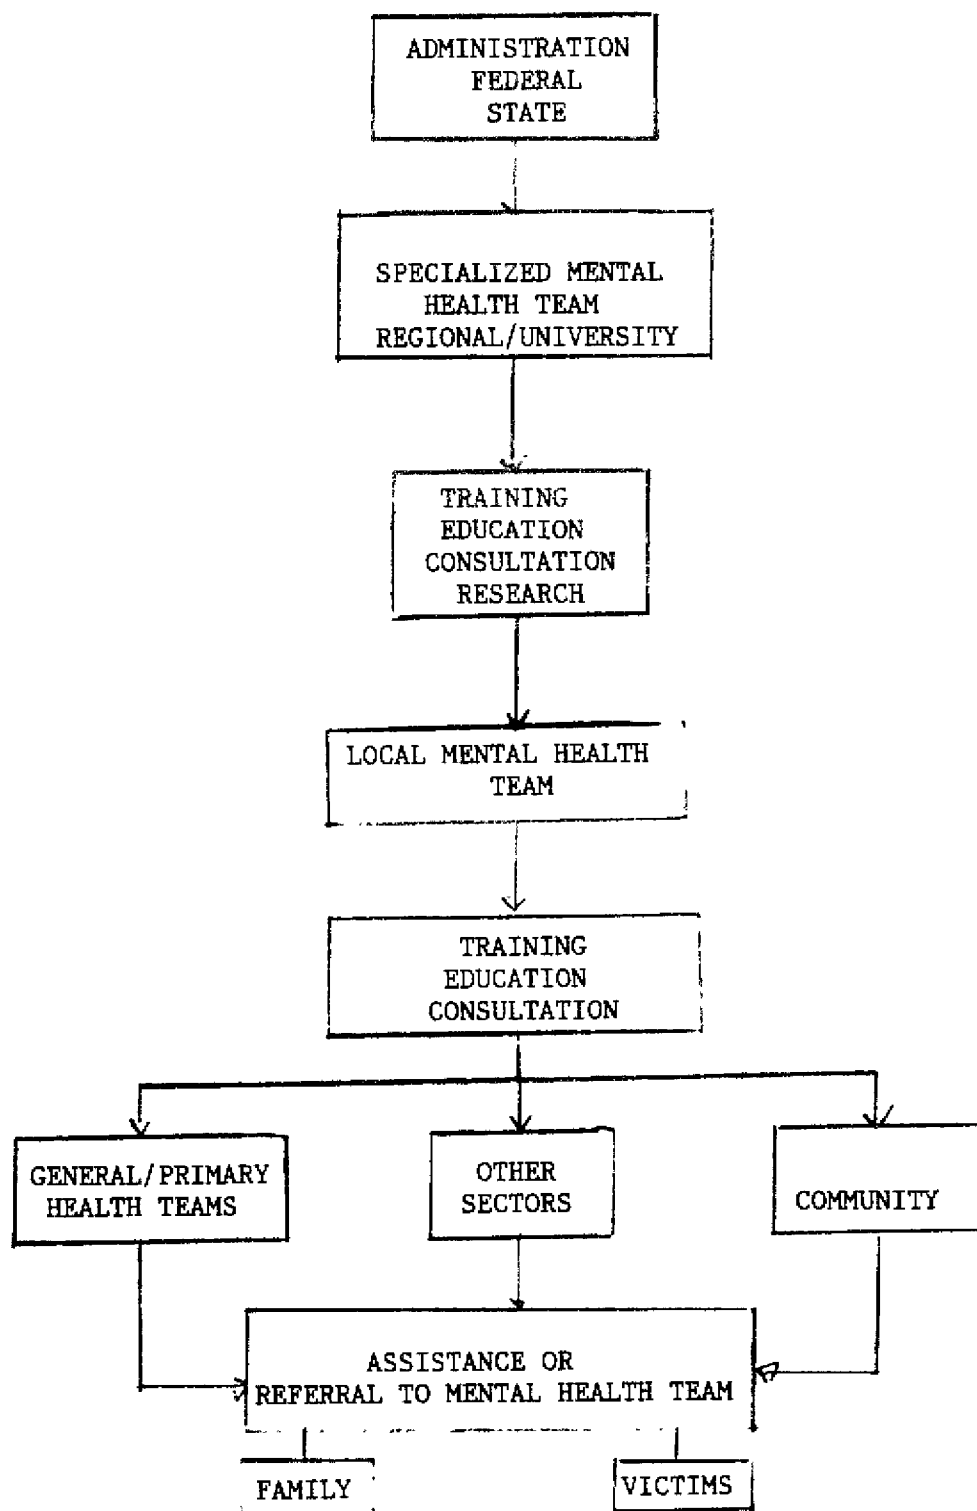 ADMINISTRATION
FEDERAL
STATE
SPECIALIZED MENTAL
HEALTH TEAM
REGIONAL/UNIVERSITY
TRAINING
EDUCATION
CONSULTATION
RESEARCH
LOCAL MENTAL HEALTH
TEAM
TRAINING
EDUCATION
CONSULTATION
GENERAL/PRIMARY
HEALTH TEAMS
OTHER
SECTORS
COMMUNITY
ASSISTANCE OR
REFERRAL TO MENTAL HEALTH TEAM
FAMILY
VICTIMS